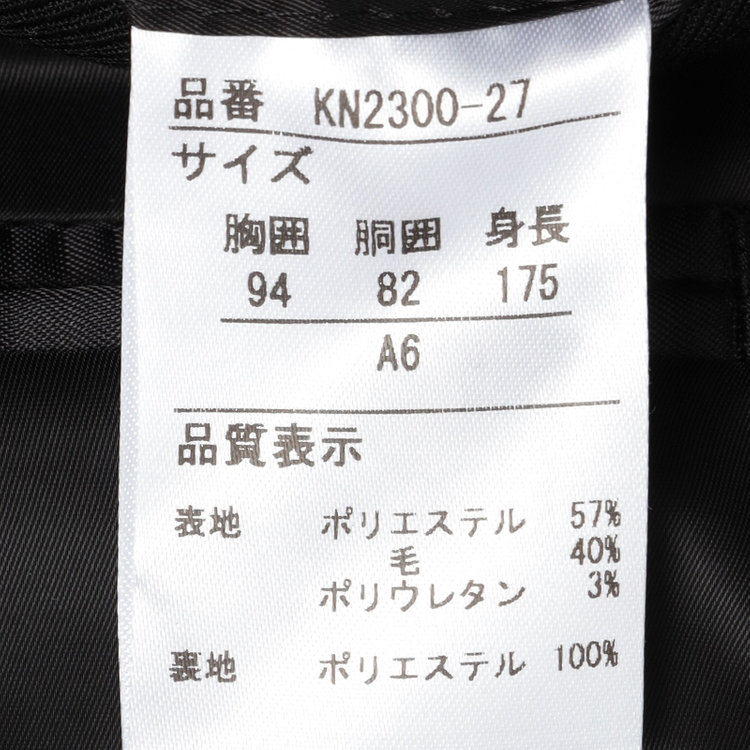 品番 KN2300-27
サイズ
胸囲 胴囲 身長
94 82 175
A6
品質表示
表地 ポリエステル 57%
毛 40%
ポリウレタン 3%
裏地 ポリエステル 100%